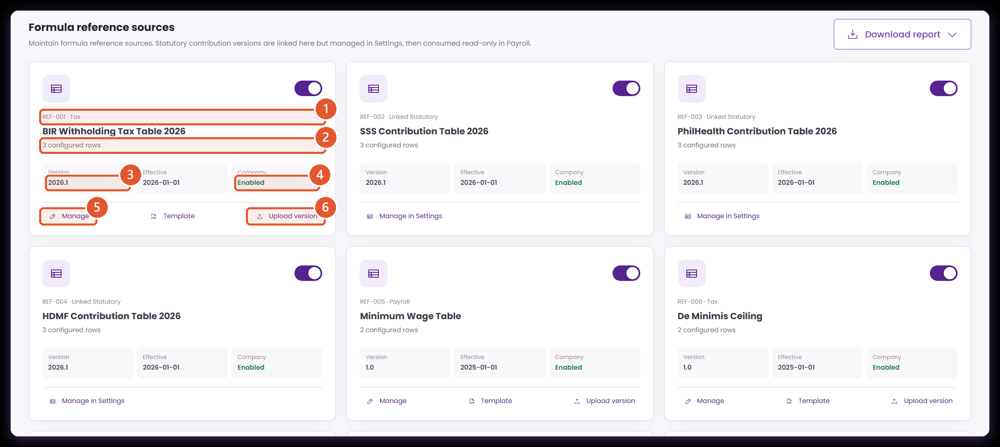 Formula reference sources
Maintain formula reference sources. Statutory contribution versions are linked here but managed in Settings, then consumed read-only in Payroll.
Download report
REF-001 · Tax
1
BIR Withholding Tax Table 2026
3 configured rows
2
Version
2026.1
3
Effective
2026-01-01
Company
Enabled
4
Manage
5
Template
Upload version
6
REF-002 · Linked Statutory
SSS Contribution Table 2026
3 configured rows
Version
2026.1
Effective
2026-01-01
Company
Enabled
Manage in Settings
REF-003 · Linked Statutory
PhilHealth Contribution Table 2026
3 configured rows
Version
2026.1
Effective
2026-01-01
Company
Enabled
Manage in Settings
REF-004 · Linked Statutory
HDMF Contribution Table 2026
3 configured rows
Version
2026.1
Effective
2026-01-01
Company
Enabled
Manage in Settings
REF-005 · Payroll
Minimum Wage Table
2 configured rows
Version
1.0
Effective
2025-01-01
Company
Enabled
Manage
CSV
Template
Upload version
REF-006 · Tax
De Minimis Ceiling
2 configured rows
Version
1.0
Effective
2025-01-01
Company
Enabled
Manage
CSV
Template
Upload version